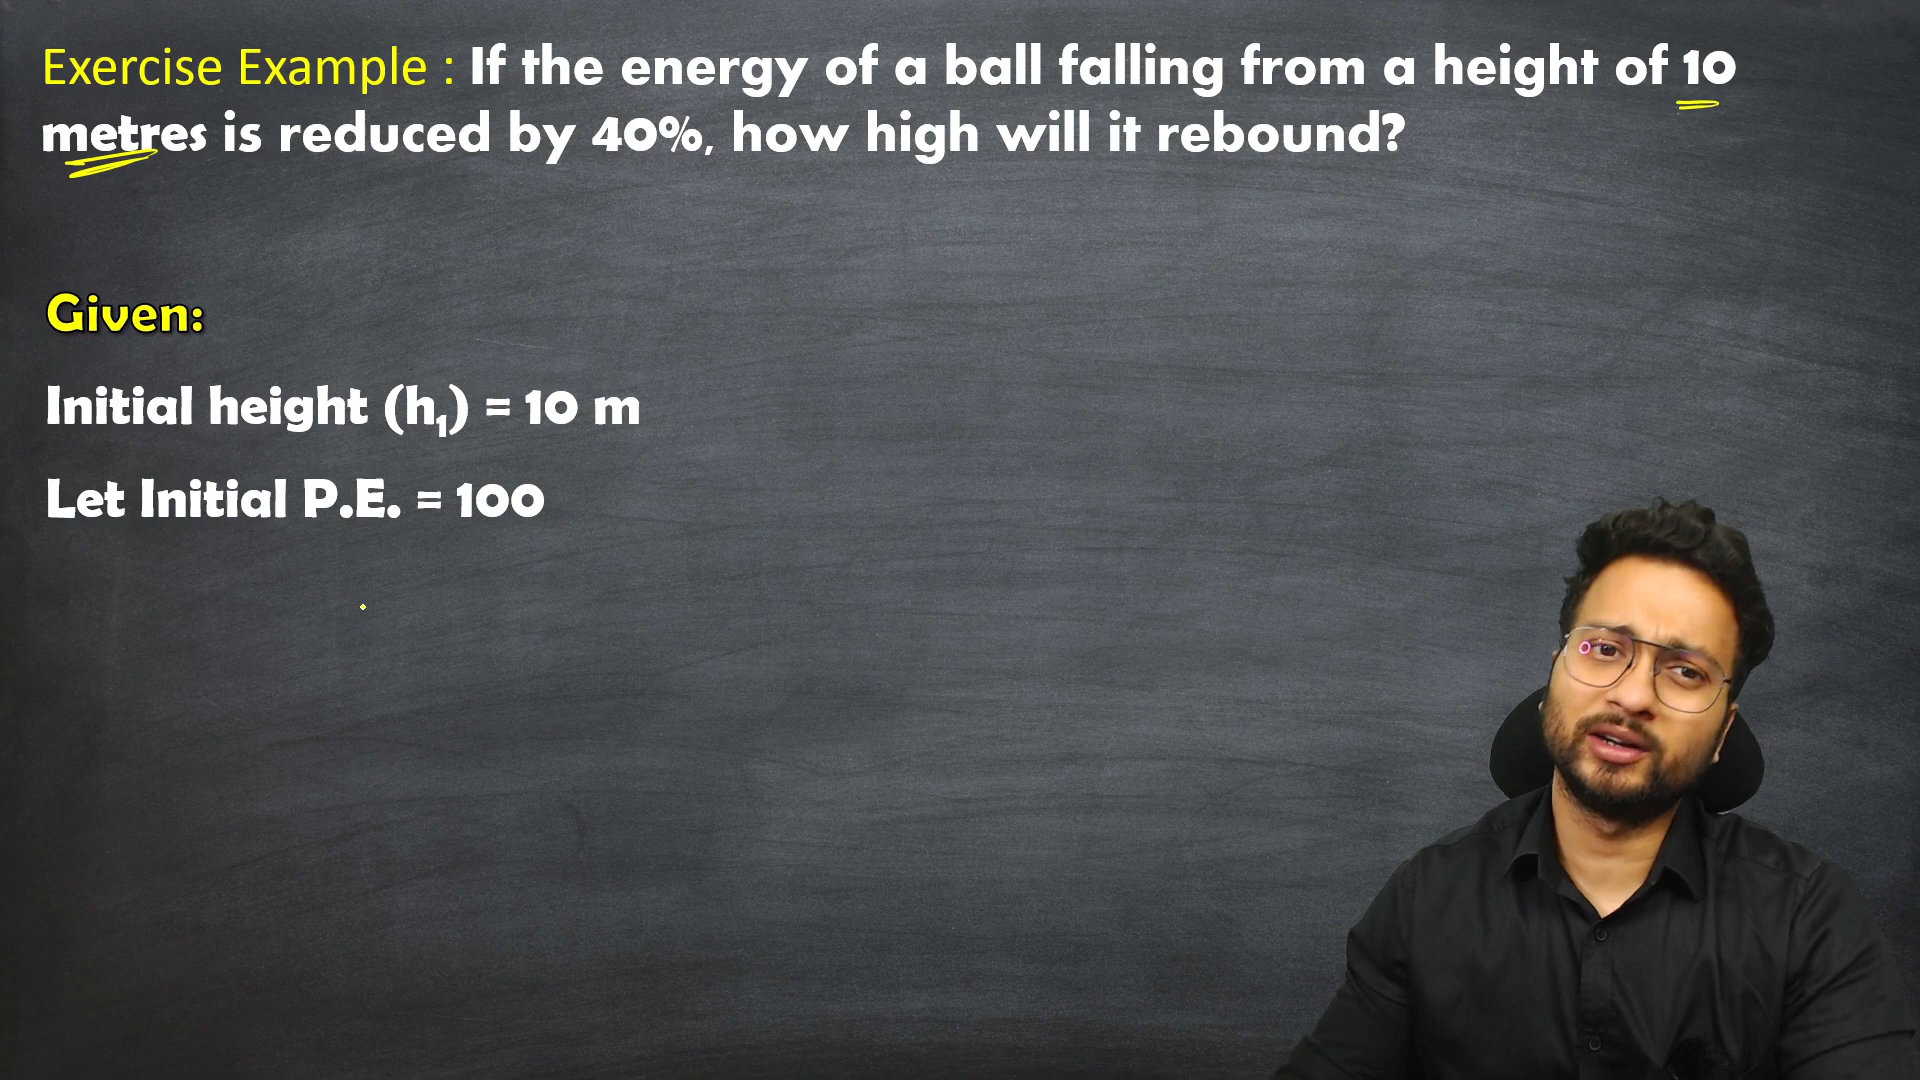 Exercise Example : If the energy of a ball falling from a height of 10
metres is reduced by 40%, how high will it rebound?
Given:
Initial height (h₁) = 10 m
Let Initial P.E. = 100